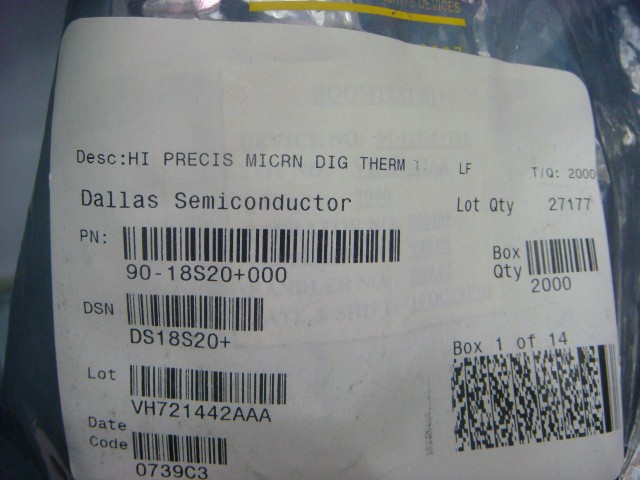 Desc:HI PRECIS MICRN DIG THERM LF T/Q: 2000
Dallas Semiconductor Lot Qty 27177
PN:
90-18S20+000
Box Qty
2000
DSN
DS18S20+
Box 1 of 14
Lot
VH721442AAA
Date Code
0739C3